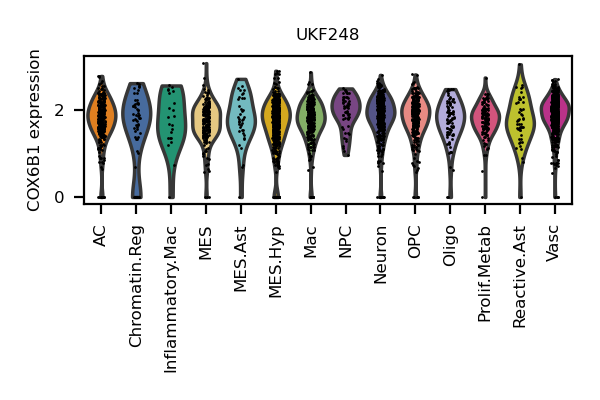 UKF248
COX6B1 expression
2
0
AC
Chromatin.Reg
Inflammatory.Mac
MES
MES.Ast
MES.Hyp
Mac
NPC
Neuron
OPC
Oligo
Prolif.Metab
Reactive.Ast
Vasc